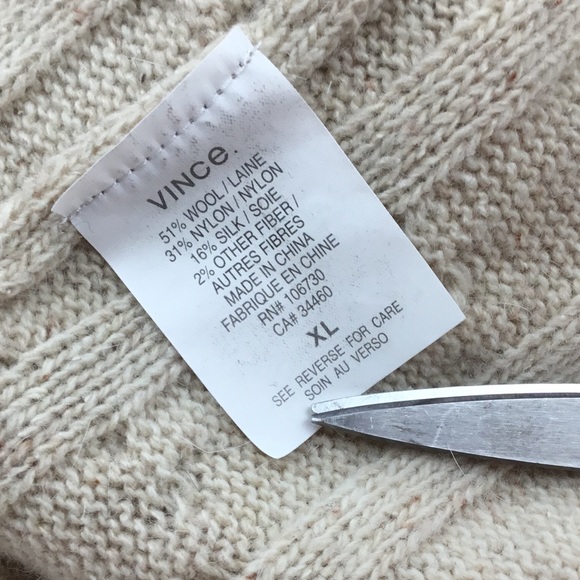 VINCE.
51% WOOL / LAINE
31% NYLON / NYLON
16% SILK / SOIE
2% OTHER FIBER /
AUTRES FIBRES
MADE IN CHINA
FABRIQUE EN CHINE
RN# 106730
CA# 34460
XL
SEE REVERSE FOR CARE
SOIN AU VERSO